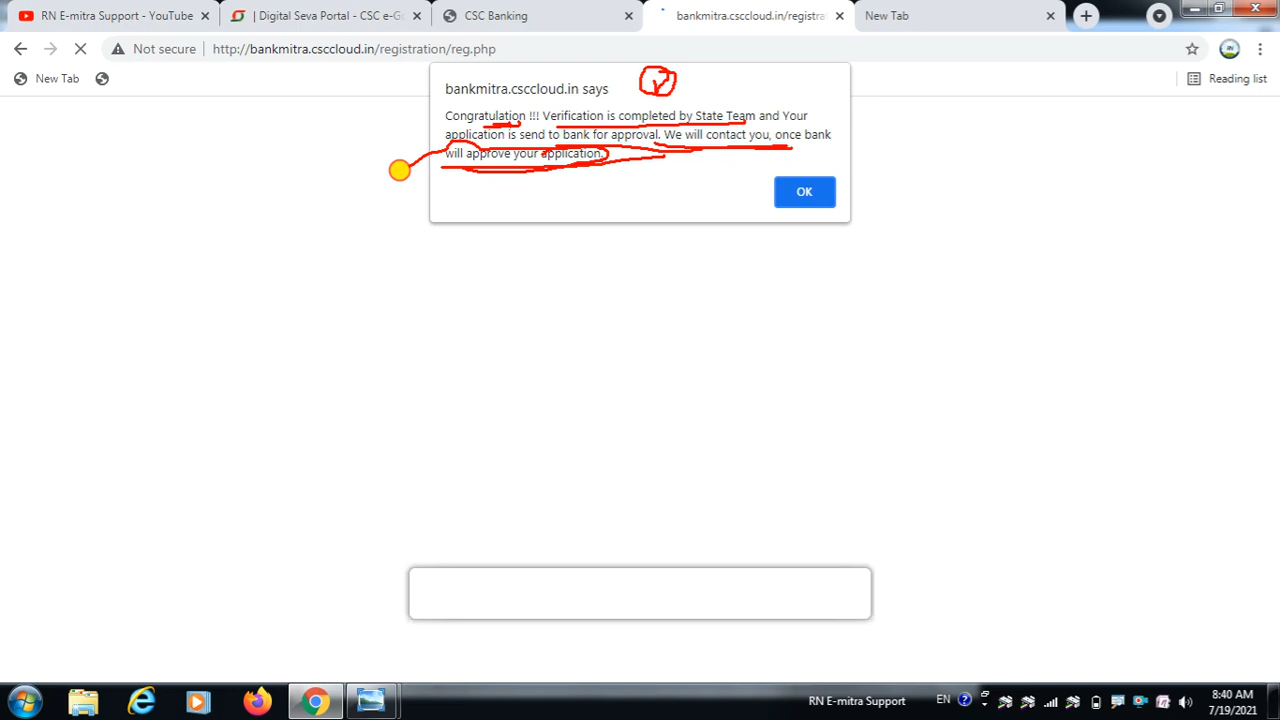 RN E-mitra Support - YouTube
| Digital Seva Portal - CSC e-G
CSC Banking
bankmitra.csccloud.in/registra
New Tab
Not secure
http://bankmitra.csccloud.in/registration/reg.php
New Tab
Reading list
bankmitra.csccloud.in says
Congratulation !!! Verification is completed by State Team and Your
application is send to bank for approval. We will contact you, once bank
will approve your application.
OK
RN E-mitra Support
EN
8:40 AM
7/19/2021